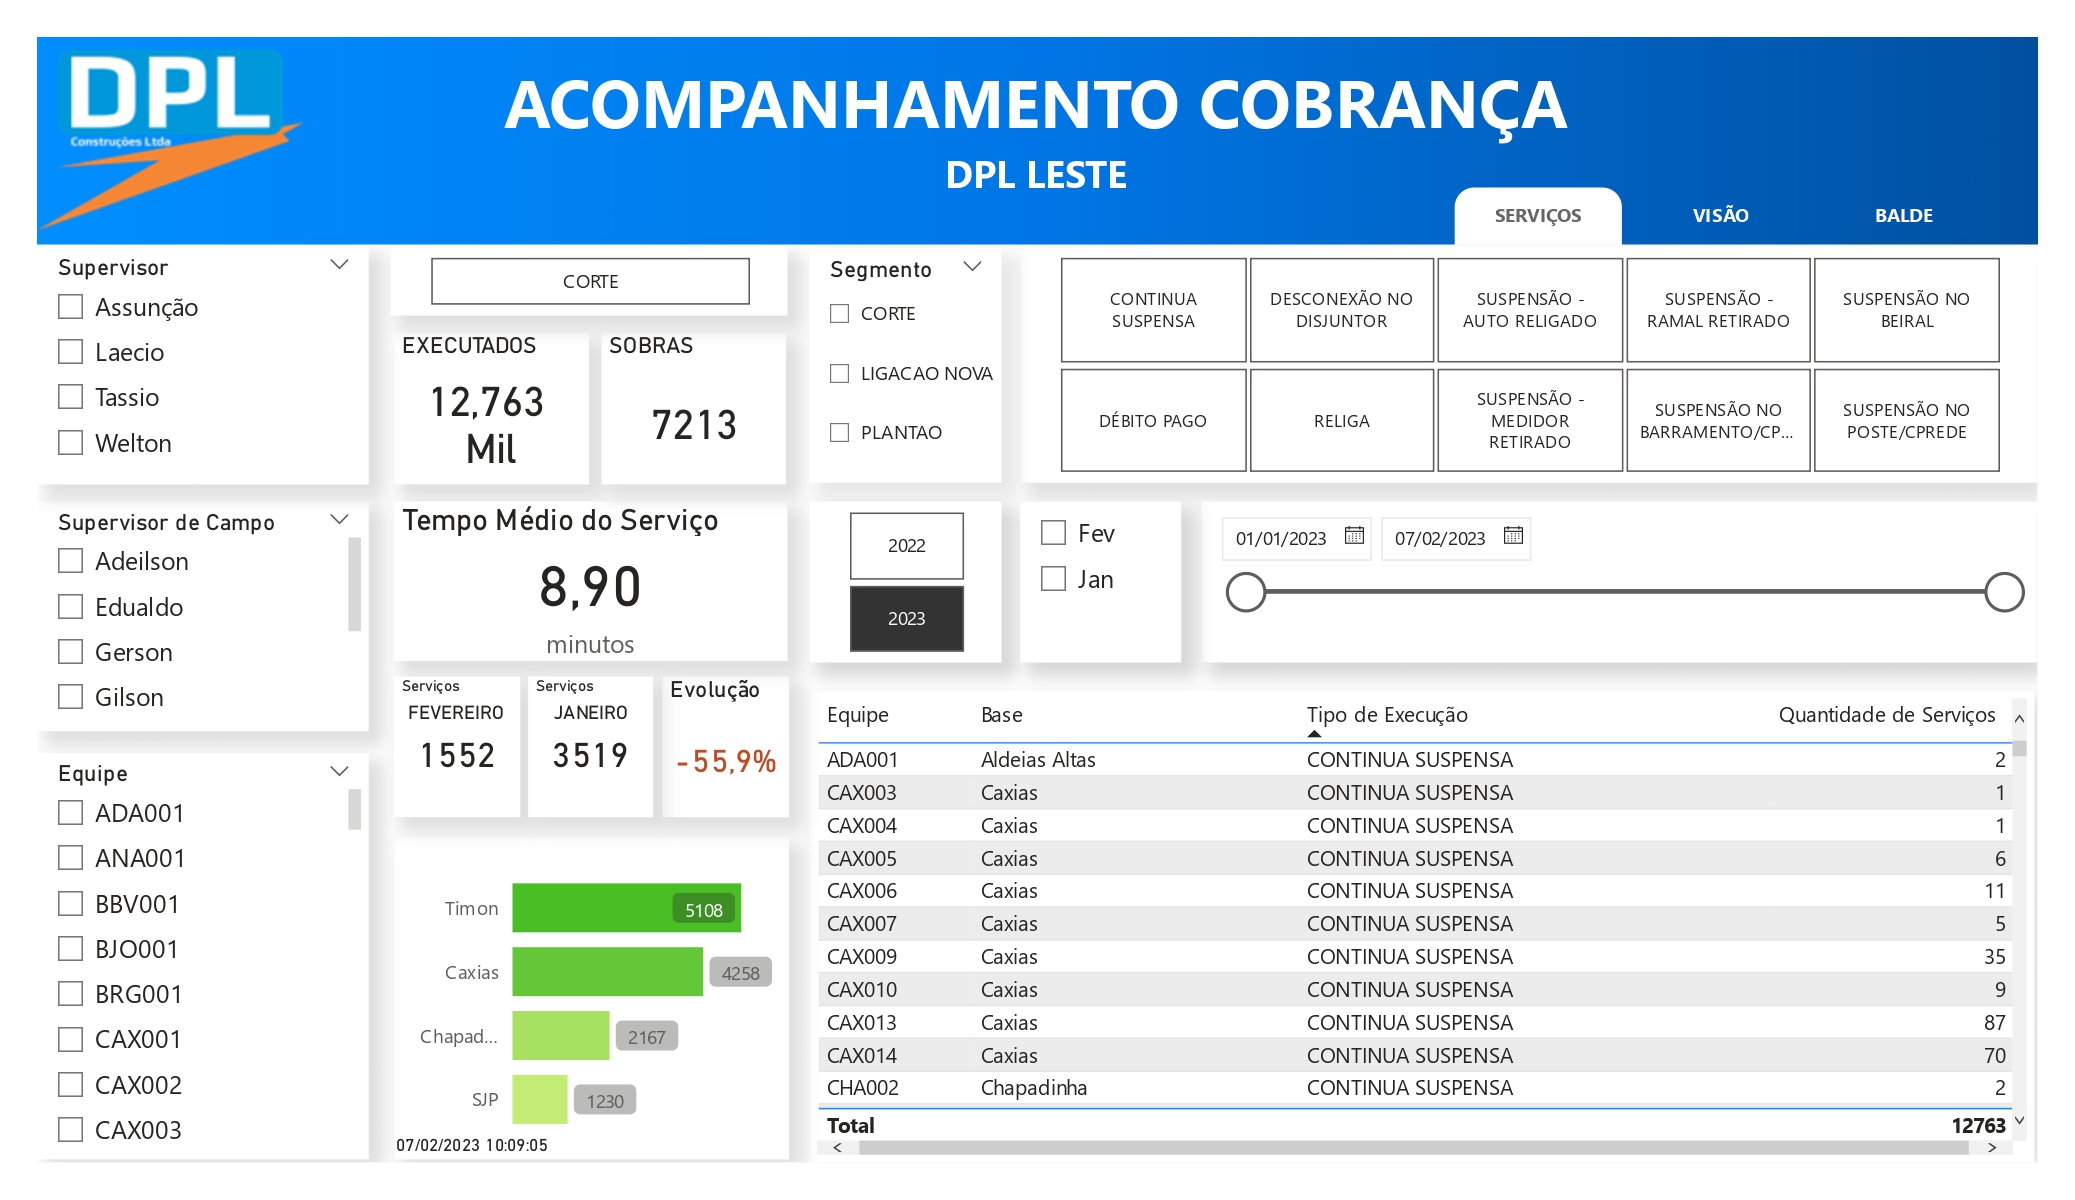 DPL
Construções Ltda
ACOMPANHAMENTO COBRANÇA
DPL LESTE
SERVIÇOS
VISÃO
BALDE
Supervisor
Assunção
Laecio
Tassio
Welton
CORTE
EXECUTADOS
12,763
Mil
SOBRAS
7213
Segmento
CORTE
LIGACAO NOVA
PLANTAO
CONTINUA
SUSPENSA
DESCONEXÃO NO
DISJUNTOR
SUSPENSÃO -
AUTO RELIGADO
SUSPENSÃO -
RAMAL RETIRADO
SUSPENSÃO NO
BEIRAL
DÉBITO PAGO
RELIGA
SUSPENSÃO -
MEDIDOR
RETIRADO
SUSPENSÃO NO
BARRAMENTO/CP...
SUSPENSÃO NO
POSTE/CPREDE
Supervisor de Campo
Adeilson
Edualdo
Gerson
Gilson
Tempo Médio do Serviço
8,90
minutos
2022
2023
Fev
Jan
01/01/2023
07/02/2023
Serviços
FEVEREIRO
1552
Serviços
JANEIRO
3519
Evolução
-55,9%
Equipe
ADA001
ANA001
BBV001
BJO001
BRG001
CAX001
CAX002
CAX003
Timon 5108
Caxias 4258
Chapad... 2167
SJP 1230
07/02/2023 10:09:05
Equipe Base Tipo de Execução Quantidade de Serviços
ADA001 Aldeias Altas CONTINUA SUSPENSA 2
CAX003 Caxias CONTINUA SUSPENSA 1
CAX004 Caxias CONTINUA SUSPENSA 1
CAX005 Caxias CONTINUA SUSPENSA 6
CAX006 Caxias CONTINUA SUSPENSA 11
CAX007 Caxias CONTINUA SUSPENSA 5
CAX009 Caxias CONTINUA SUSPENSA 35
CAX010 Caxias CONTINUA SUSPENSA 9
CAX013 Caxias CONTINUA SUSPENSA 87
CAX014 Caxias CONTINUA SUSPENSA 70
CHA002 Chapadinha CONTINUA SUSPENSA 2
Total 12763